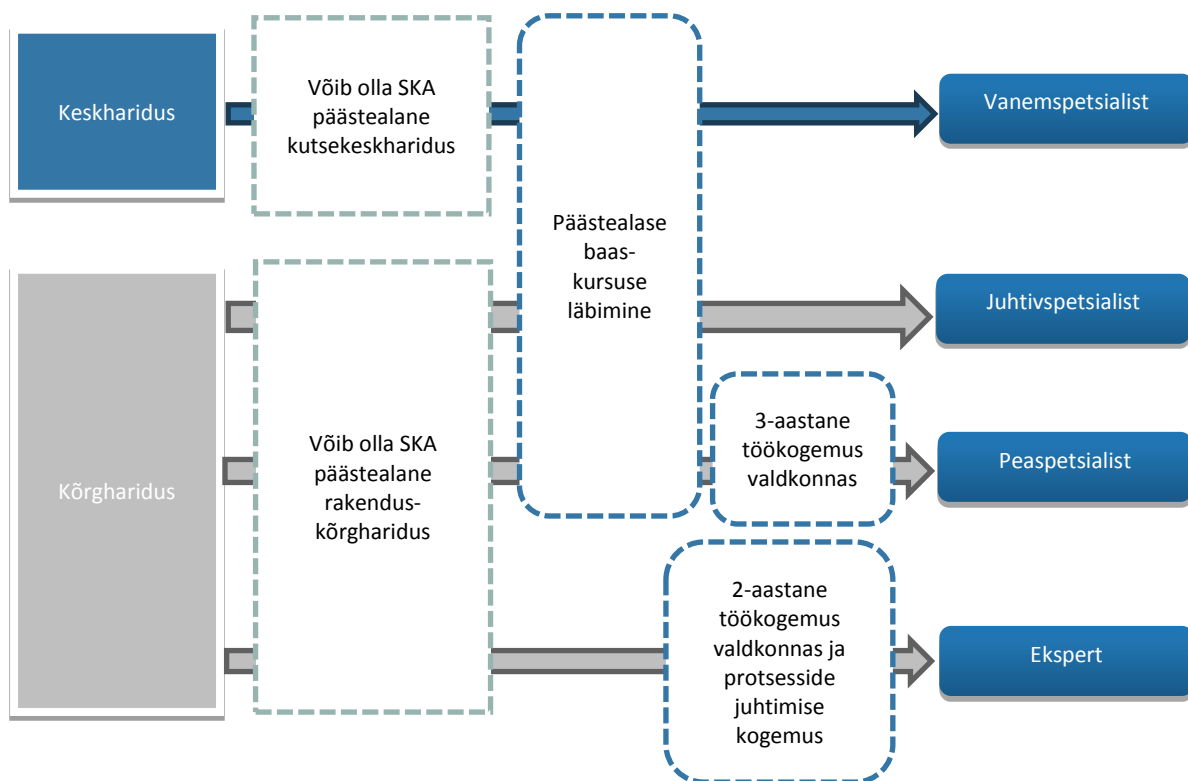 Keskharidus
Võib olla SKA
päästealane
kutsekeskharidus
Vanemspetsialist
Päästealase
baas-
kursuse
läbimine
Juhtivspetsialist
Kõrgharidus
Võib olla SKA
päästealane
rakendus-
kõrgharidus
3-aastane
töökogemus
valdkonnas
Peaspetsialist
2-aastane
töökogemus
valdkonnas ja
protsesside
juhtimise
kogemus
Ekspert